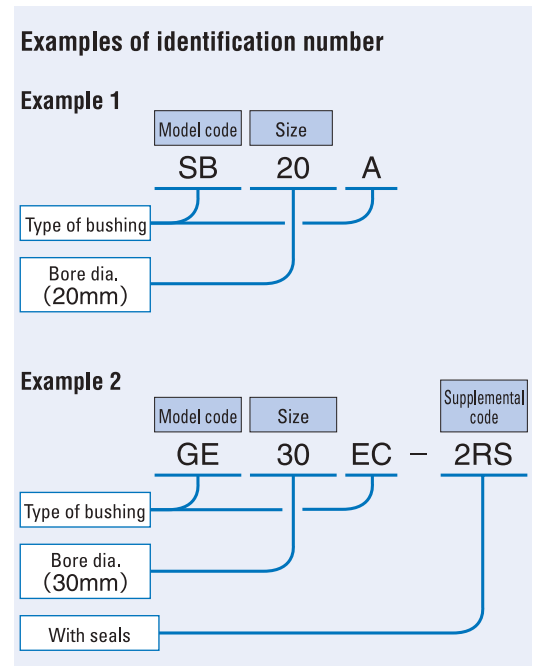 Examples of identification number
Example 1
Model code Size
SB 20 A
Type of bushing
Bore dia.
(20mm)
Example 2
Model code Size Supplemental
code
GE 30 EC – 2RS
Type of bushing
Bore dia.
(30mm)
With seals